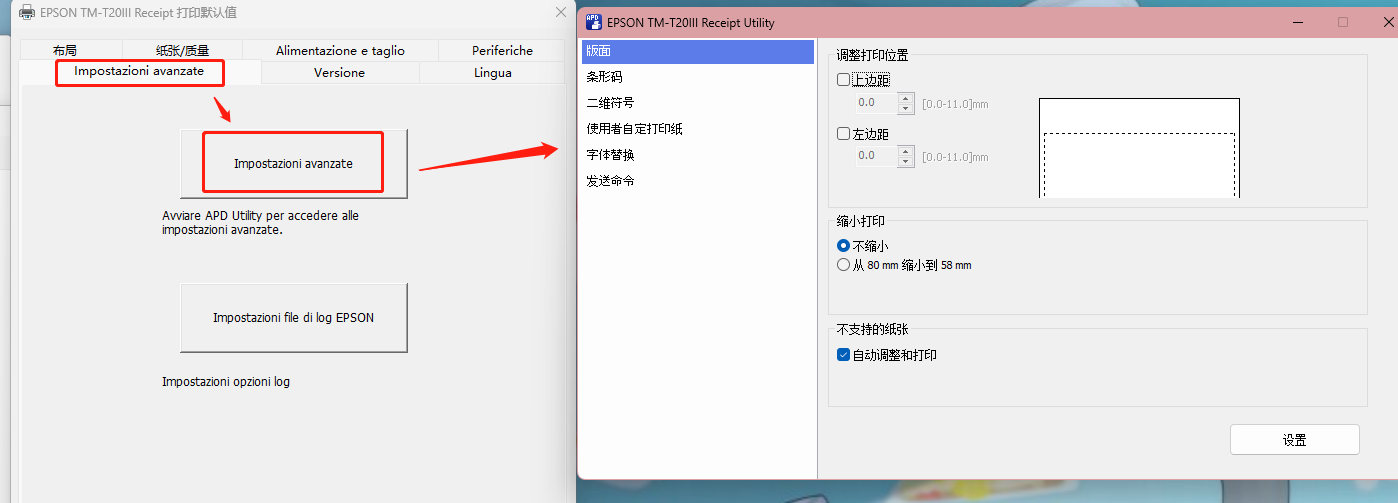 EPSON TM-T20III Receipt 打印默认值
布局
纸张/质量
Alimentazione e taglio
Periferiche
Impostazioni avanzate
Versione
Lingua
Impostazioni avanzate
Avviare APD Utility per accedere alle
impostazioni avanzate.
Impostazioni file di log EPSON
Impostazioni opzioni log
APD
EPSON TM-T20III Receipt Utility
版面
条形码
二维符号
使用者自定打印纸
字体替换
发送命令
调整打印位置
上边距
0.0
[0.0-11.0]mm
左边距
0.0
[0.0-11.0]mm
缩小打印
不缩小
从 80 mm 缩小到 58 mm
不支持的纸张
自动调整和打印
设置